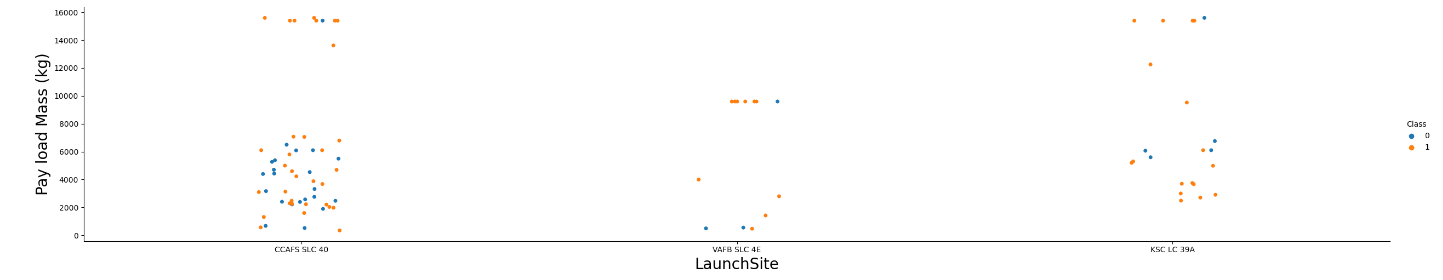 16000
14000
12000
10000
8000
6000
4000
2000
0
Pay load Mass (kg)
CCAFS SLC 40
VAFB SLC 4E
KSC LC 39A
LaunchSite
Class
0
1